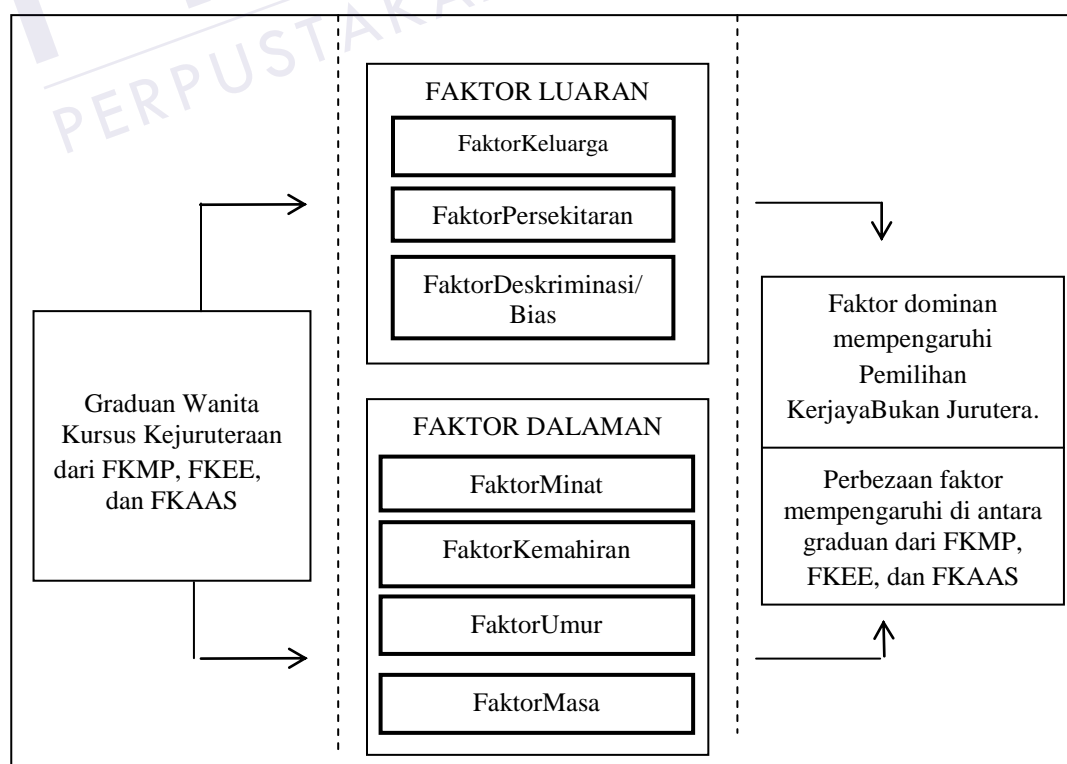 PERPUSTAKA
Graduan Wanita
Kursus Kejuruteraan
dari FKMP, FKEE,
dan FKAAS
FAKTOR LUARAN
FaktorKeluarga
FaktorPersekitaran
FaktorDeskriminasi/
Bias
FAKTOR DALAMAN
FaktorMinat
FaktorKemahiran
FaktorUmur
FaktorMasa
Faktor dominan
mempengaruhi
Pemilihan
KerjayaBukan Jurutera.
Perbezaan faktor
mempengaruhi di antara
graduan dari FKMP,
FKEE, dan FKAAS